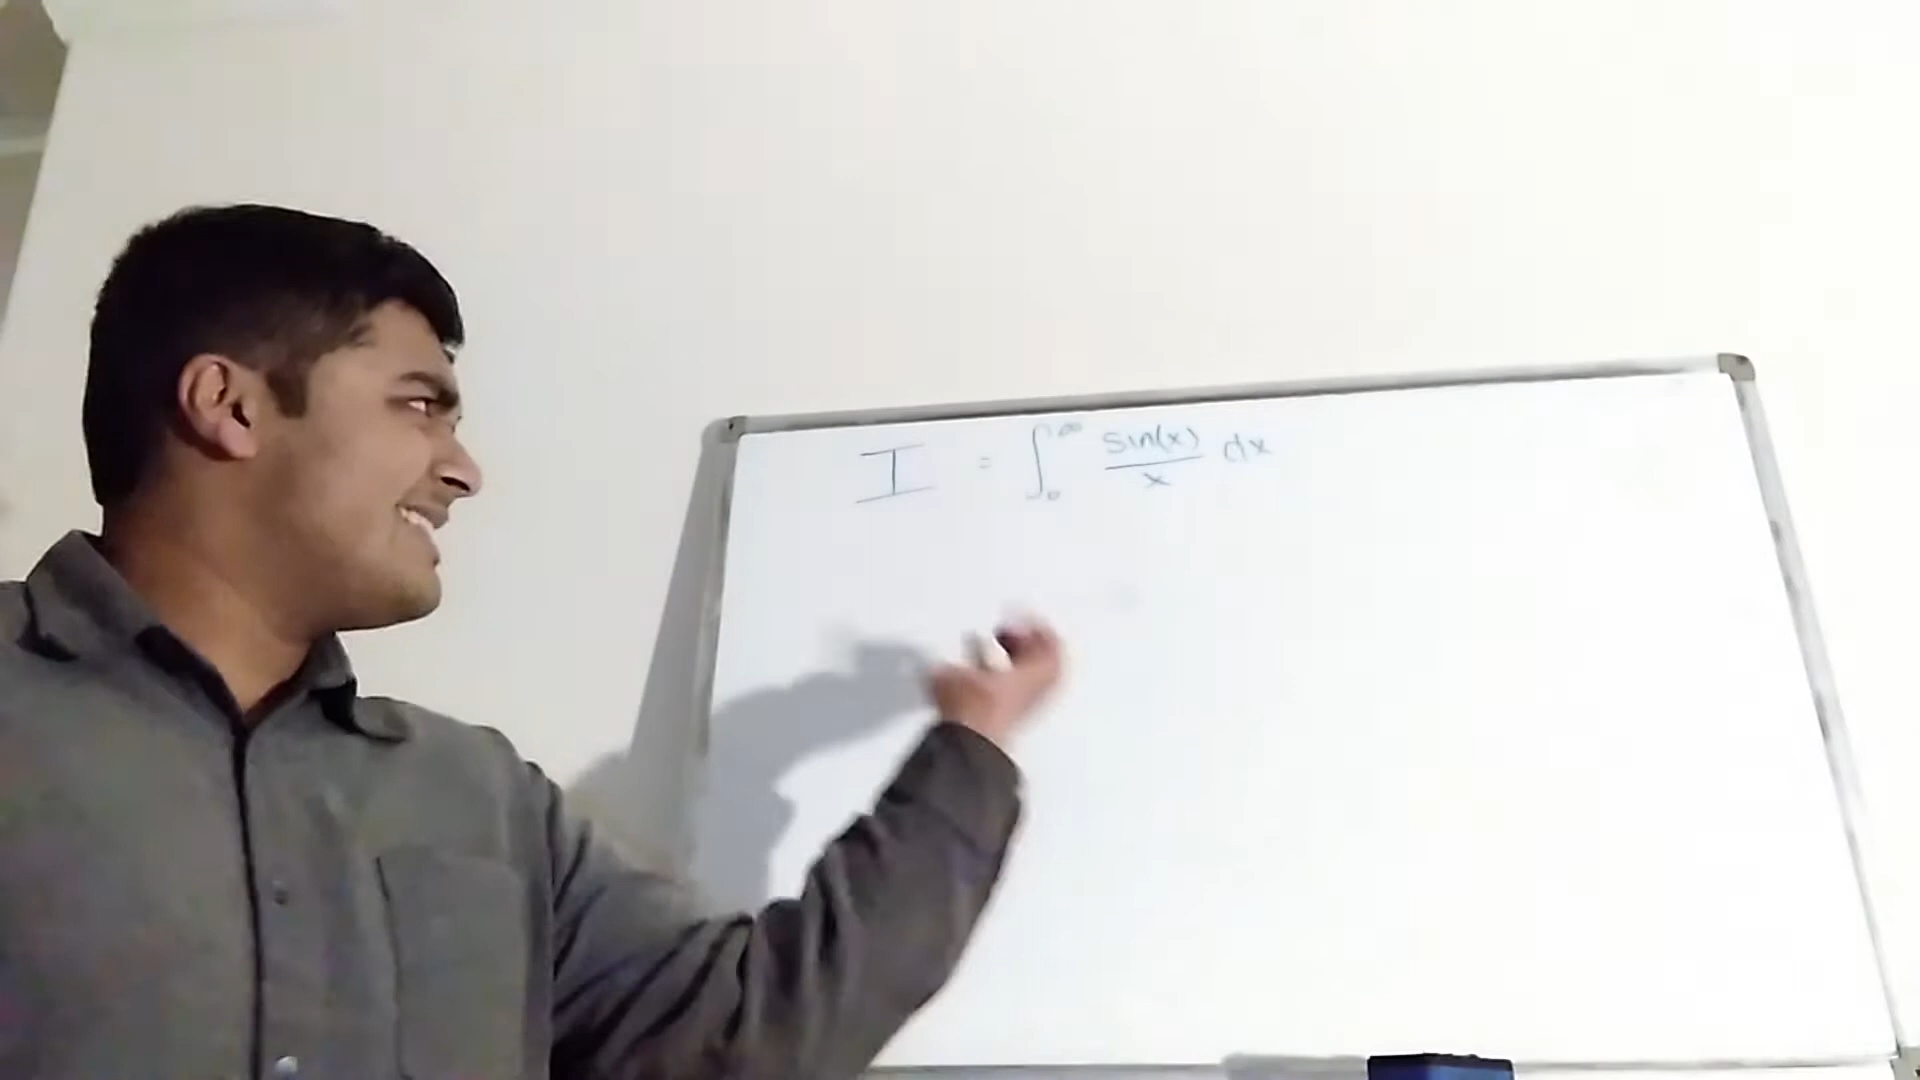 I = ∫₀^∞ sin(x)/x dx